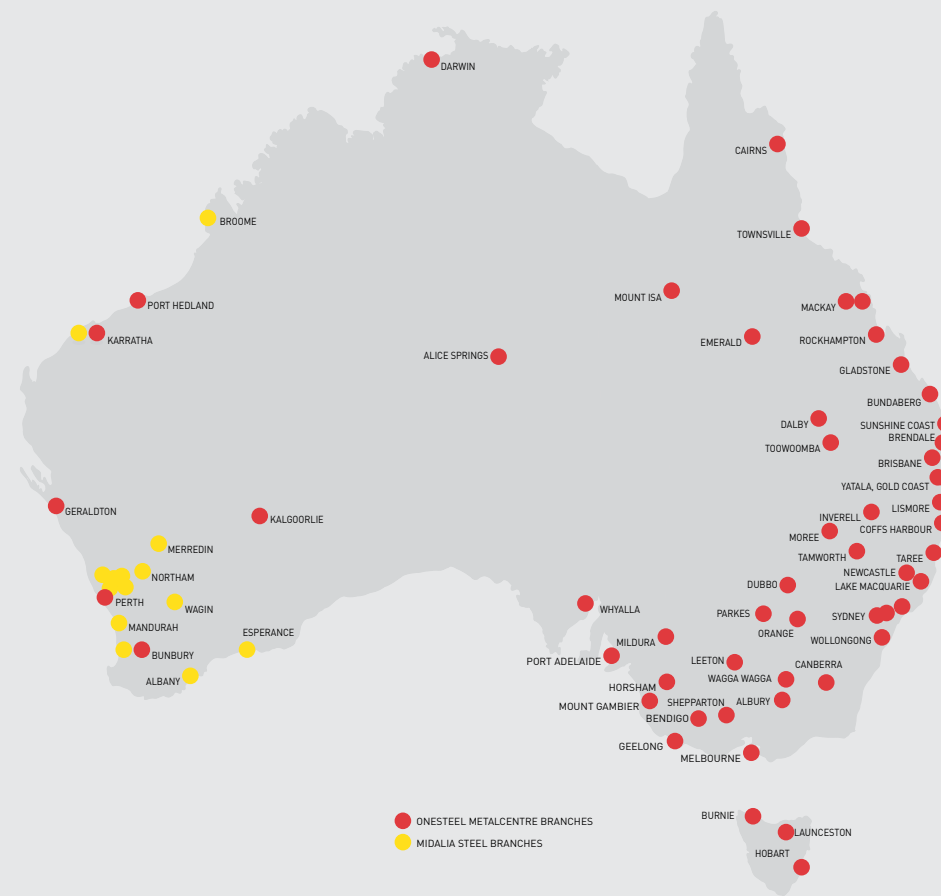 DARWIN
CAIRNS
BROOME
TOWNSVILLE
MOUNT ISA
PORT HEDLAND
MACKAY
KARRATHA
EMERALD
ROCKHAMPTON
ALICE SPRINGS
GLADSTONE
BUNDABERG
DALBY
SUNSHINE COAST
BRENDALE
TOOWOOMBA
BRISBANE
YATALA, GOLD COAST
GERALDTON
LISMORE
KALGOORLIE
INVERELL
COFFS HARBOUR
MOREE
MERREDIN
TAMWORTH
TAREE
NORTHAM
NEWCASTLE
DUBBO
LAKE MACQUARIE
PERTH
WAGIN
WHYALLA
PARKES
SYDNEY
MANDURAH
ESPERANCE
ORANGE
MILDURA
WOLLONGONG
BUNBURY
PORT ADELAIDE
LEETON
CANBERRA
ALBANY
WAGGA WAGGA
HORSHAM
SHEPPARTON
ALBURY
MOUNT GAMBIER
BENDIGO
GEELONG
MELBOURNE
BURNIE
ONESTEEL METALCENTRE BRANCHES
LAUNCESTON
MIDALIA STEEL BRANCHES
HOBART